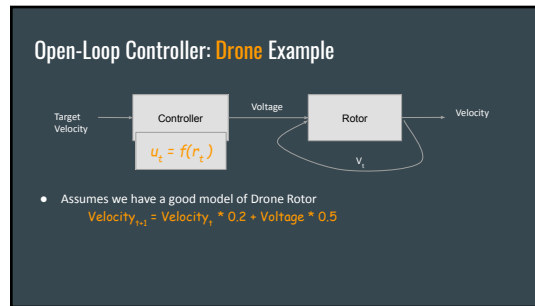 Open-Loop Controller: Drone Example
Target
Velocity
Controller
u_t = f(r_t)
Voltage
Rotor
Velocity
V_t
● Assumes we have a good model of Drone Rotor
Velocity_{t+1} = Velocity_t * 0.2 + Voltage * 0.5